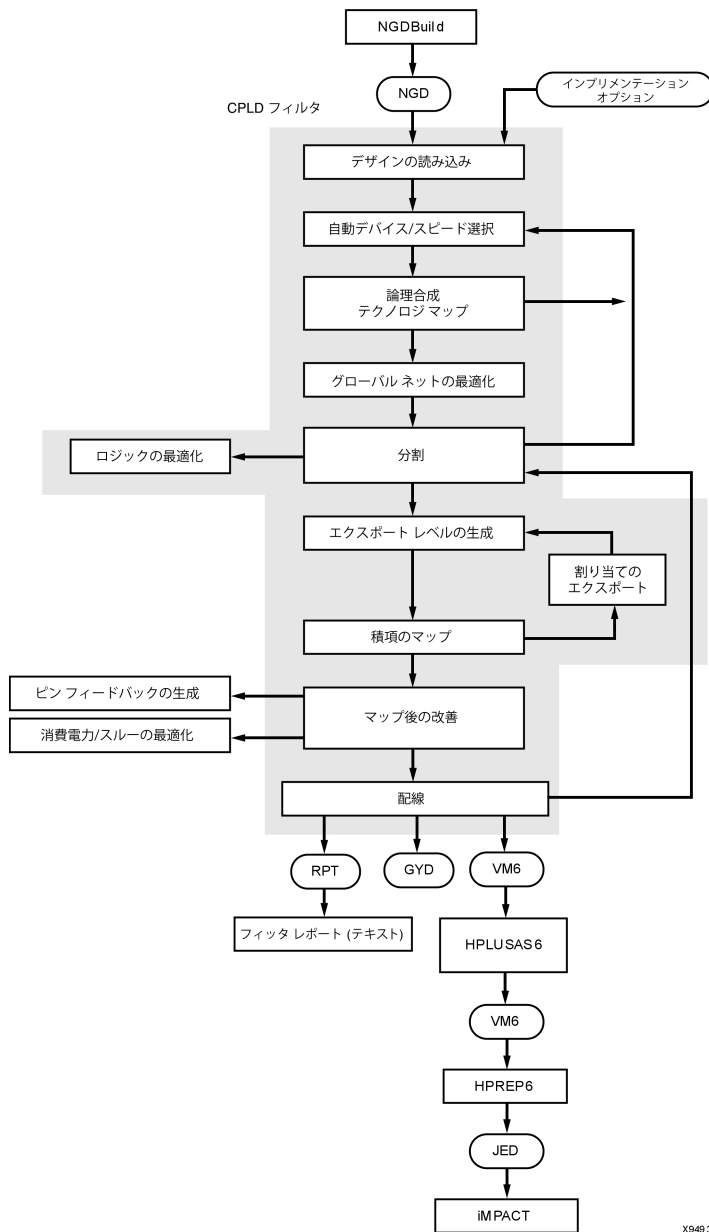 NGDBuild
NGD
インプリメンテーション
オプション
CPLD フィルタ
デザインの読み込み
自動デバイス/スピード選択
論理合成
テクノロジ マップ
グローバル ネットの最適化
ロジックの最適化
分割
エクスポート レベルの生成
割り当ての
エクスポート
積項のマップ
ピン フィードバックの生成
マップ後の改善
消費電力/スルーの最適化
配線
RPT
GYD
VM6
フィッタ レポート (テキスト)
HPLUSAS6
VM6
HPREP6
JED
iMPACT